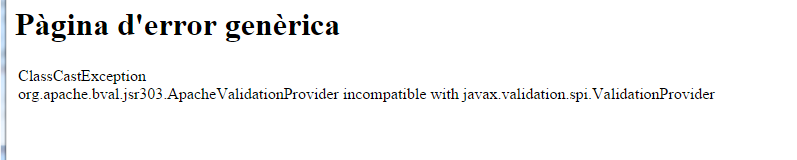 Pàgina d'error genèrica
ClassCastException
org.apache.bval.jsr303.ApacheValidationProvider incompatible with javax.validation.spi.ValidationProvider